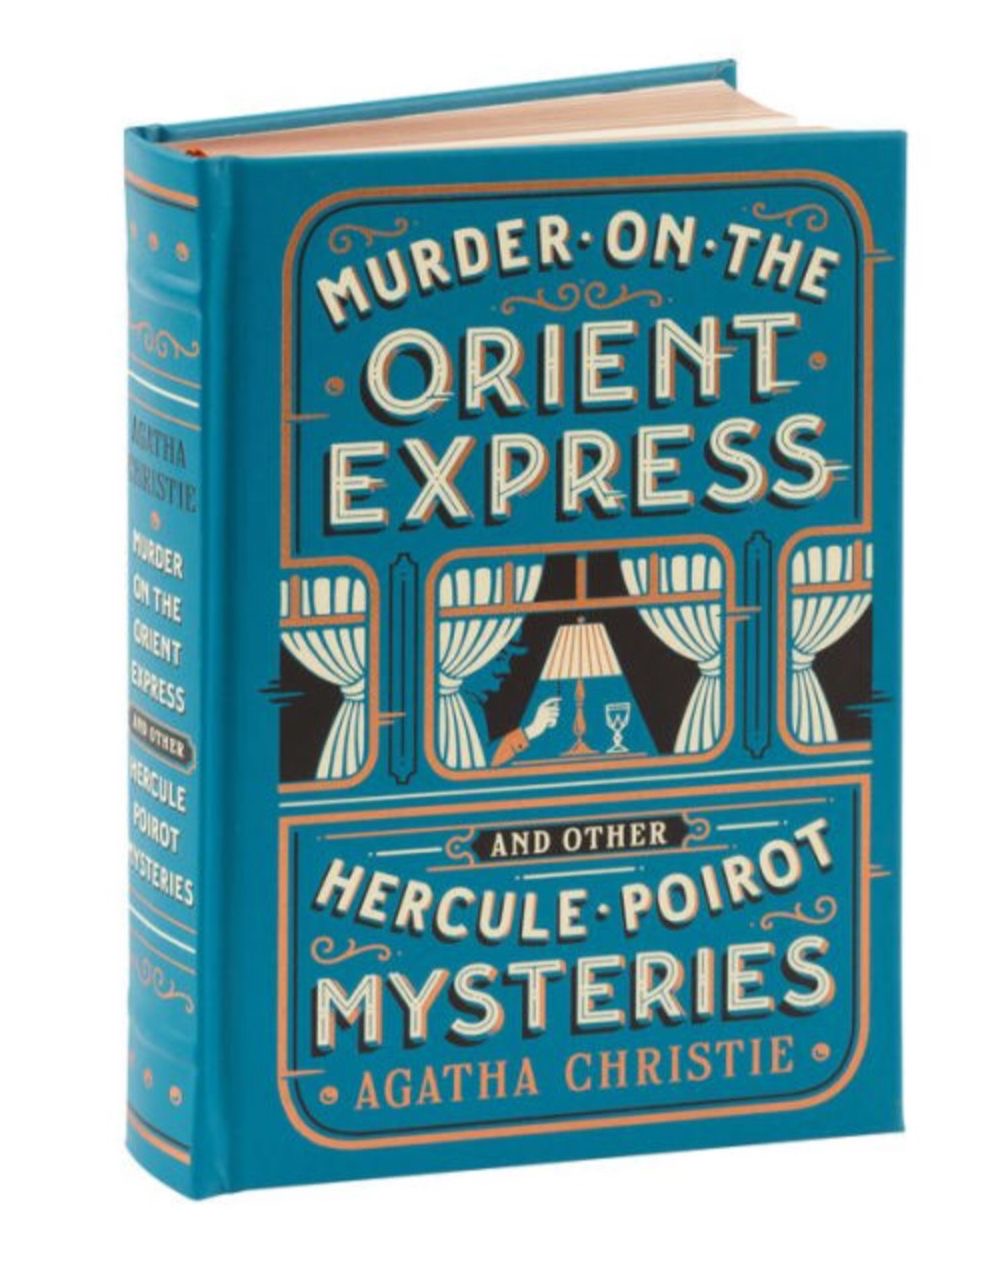 MURDER·ON·THE
ORIENT
EXPRESS
AND OTHER
HERCULE·POIROT
MYSTERIES
AGATHA CHRISTIE
AGATHA
CHRISTIE
MURDER
ON THE
ORIENT
EXPRESS
AND OTHER
HERCULE
POIROT
MYSTERIES